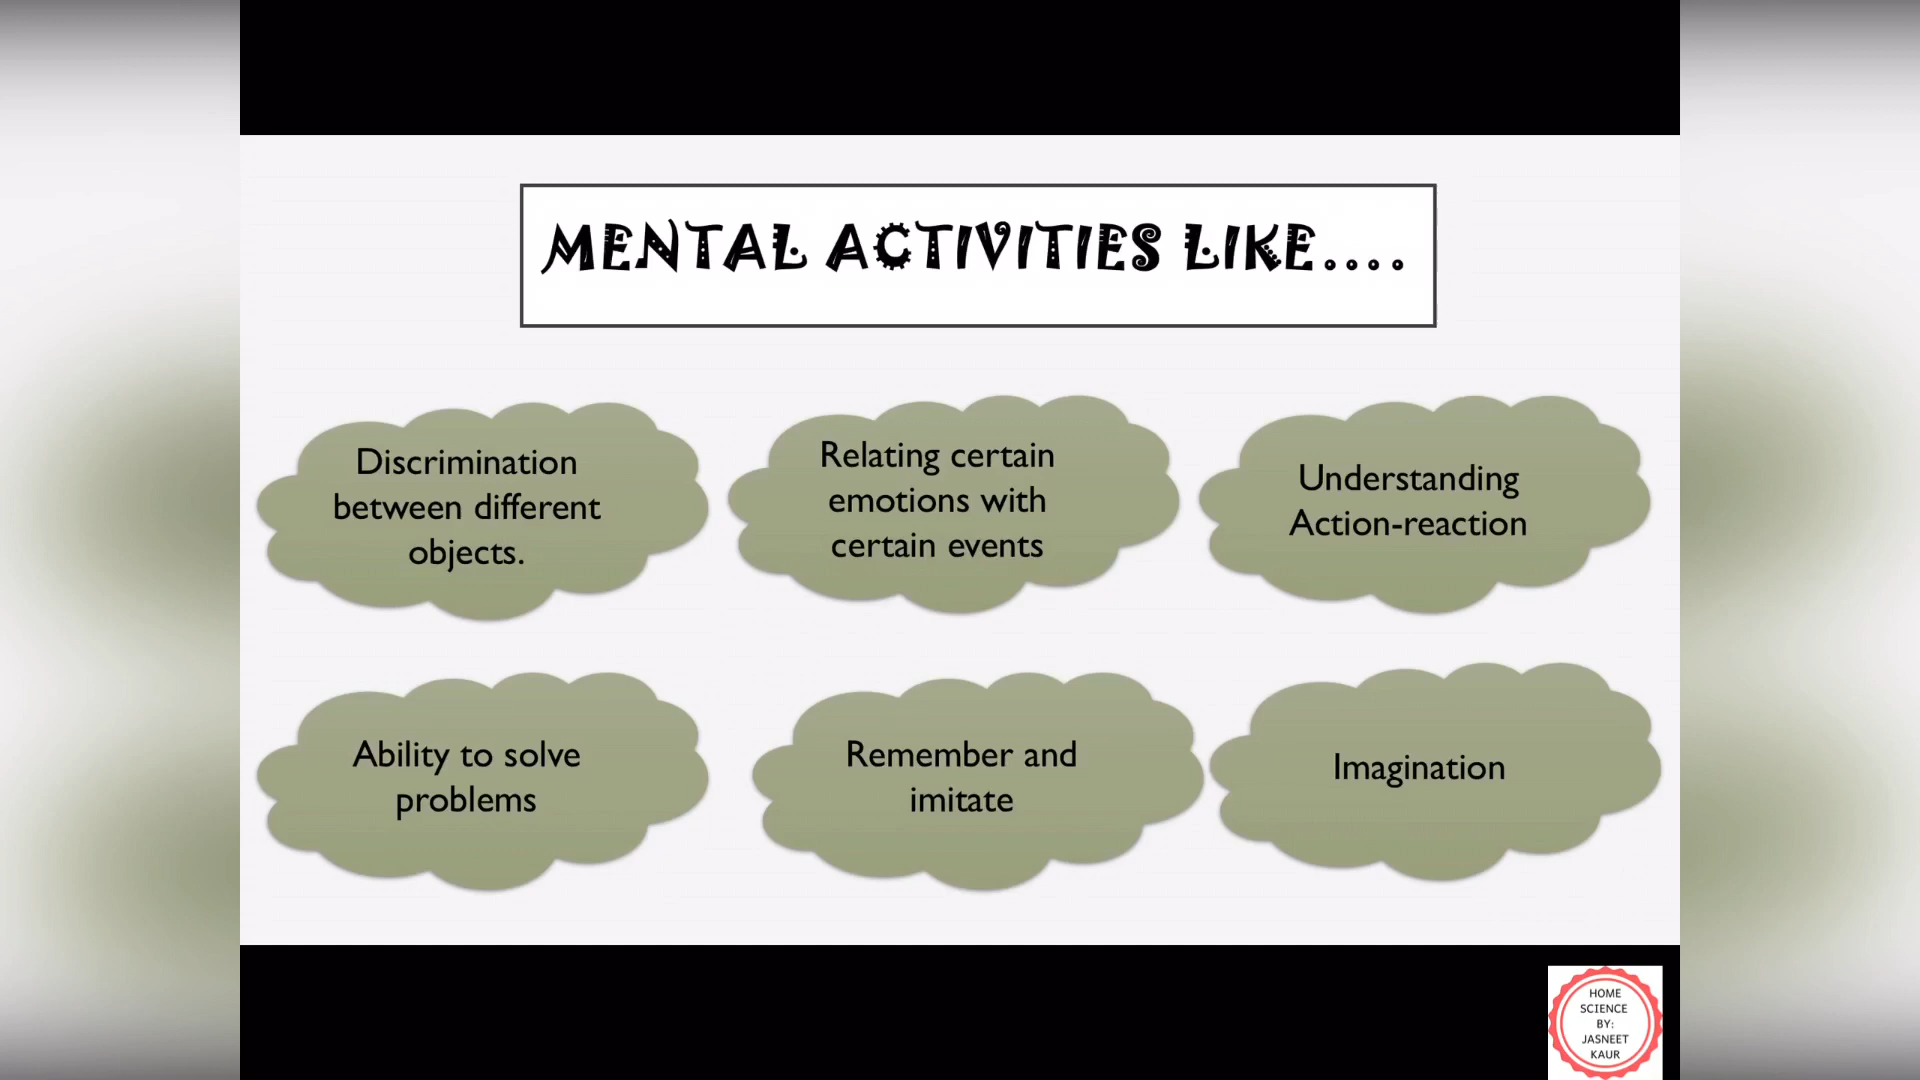 MENTAL ACTIVITIES LIKE....
Discrimination
between different
objects.
Relating certain
emotions with
certain events
Understanding
Action-reaction
Ability to solve
problems
Remember and
imitate
Imagination
HOME
SCIENCE
BY:
JASNEET
KAUR